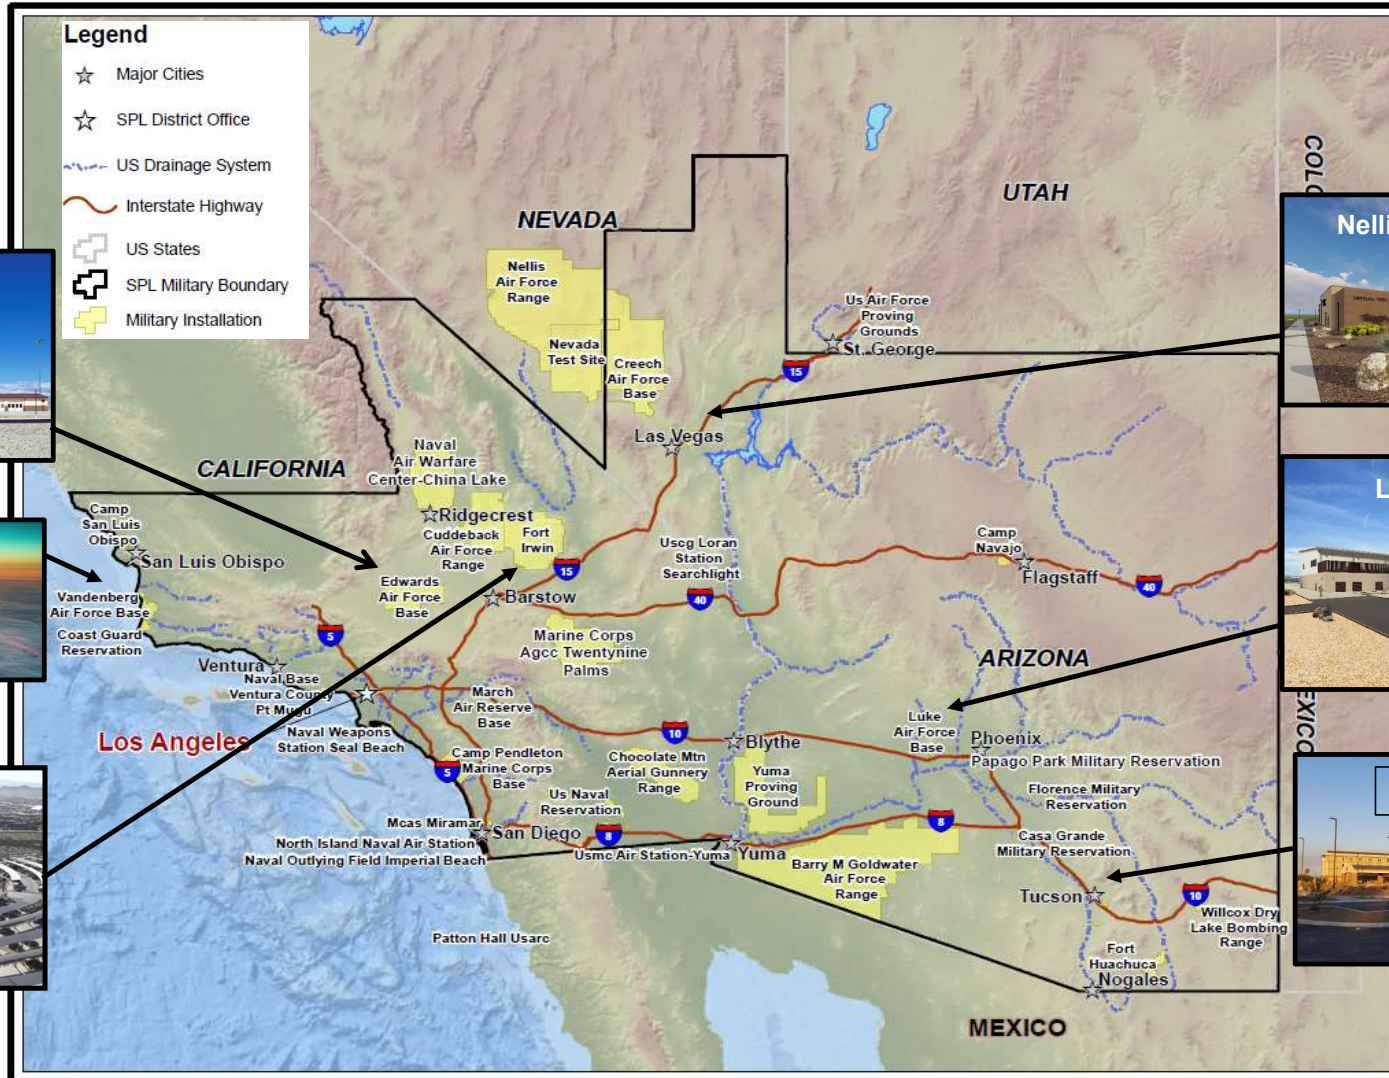 Legend
Major Cities
SPL District Office
US Drainage System
Interstate Highway
US States
SPL Military Boundary
Military Installation
NEVADA
UTAH
Nelli
VIRTUAL TEST
Nellis
Air Force
Range
Nevada
Test Site
Creech
Air Force
Base
Us Air Force
Proving
Grounds
St. George
15
Las Vegas
CALIFORNIA
Naval
Air Warfare
Center-China Lake
Ridgecrest
Cuddeback
Air Force
Range
Fort
Irwin
15
Camp
San Luis
Obispo
San Luis Obispo
Vandenberg
Air Force Base
Coast Guard
Reservation
Edwards
Air Force
Base
Barstow
Uscg Loran
Station
Searchlight
40
Camp
Navajo
Flagstaff
40
L
5
Ventura
Naval Base
Ventura County
Pt Mugu
Marine Corps
Agcc Twentynine
Palms
ARIZONA
March
Air Reserve
Base
Los Angeles
Naval Weapons
Station Seal Beach
Camp Pendleton
Marine Corps
Base
5
10
Blythe
Chocolate Mtn
Aerial Gunnery
Range
Yuma
Proving
Ground
Luke
Air Force
Base
Phoenix
Papago Park Military Reservation
Florence Military
Reservation
Us Naval
Reservation
Mcas Miramar
San Diego
8
8
North Island Naval Air Station
Naval Outlying Field Imperial Beach
Usmc Air Station-Yuma
Yuma
Barry M Goldwater
Air Force
Range
Casa Grande
Military Reservation
Tucson
10
Willcox Dry
Lake Bombing
Range
Patton Hall Usarc
Fort
Huachuca
Nogales
MEXICO
COLO
EXICO